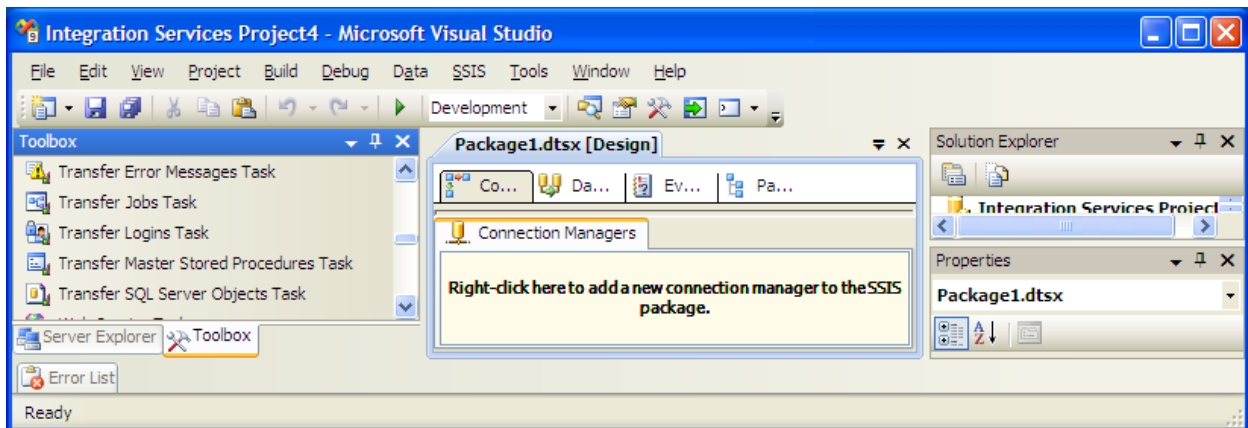 Integration Services Project4 - Microsoft Visual Studio
File Edit View Project Build Debug Data SSIS Tools Window Help
Development
Toolbox
Transfer Error Messages Task
Transfer Jobs Task
Transfer Logins Task
Transfer Master Stored Procedures Task
Transfer SQL Server Objects Task
Server Explorer Toolbox
Package1.dtsx [Design]
Co... Da... Ev... Pa...
Connection Managers
Right-click here to add a new connection manager to the SSIS
package.
Solution Explorer
Integration Services Project
Properties
Package1.dtsx
Error List
Ready